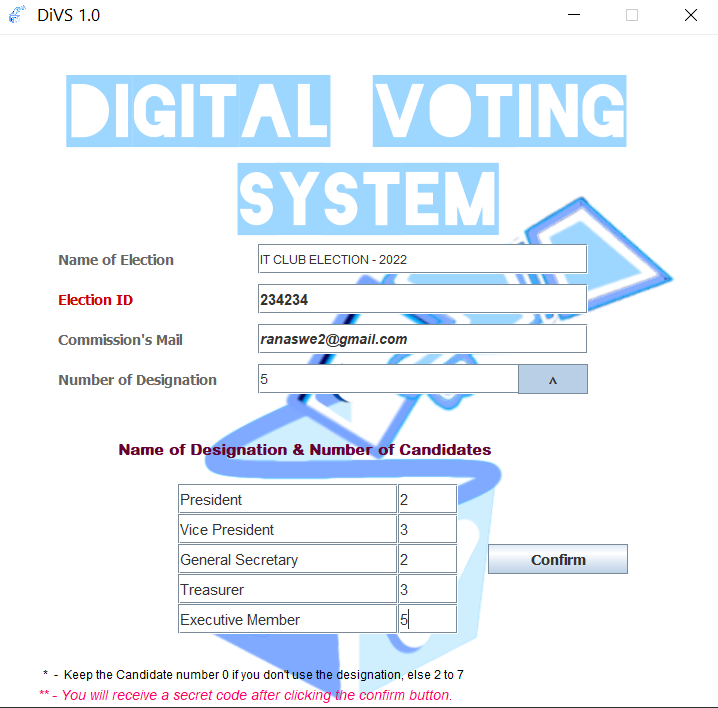 DiVS 1.0
DIGITAL VOTING
SYSTEM
Name of Election IT CLUB ELECTION - 2022
Election ID 234234
Commission's Mail ranaswe2@gmail.com
Number of Designation 5 ^
Name of Designation & Number of Candidates
President 2
Vice President 3
General Secretary 2 Confirm
Treasurer 3
Executive Member 5
* - Keep the Candidate number 0 if you don't use the designation, else 2 to 7
** - You will receive a secret code after clicking the confirm button.